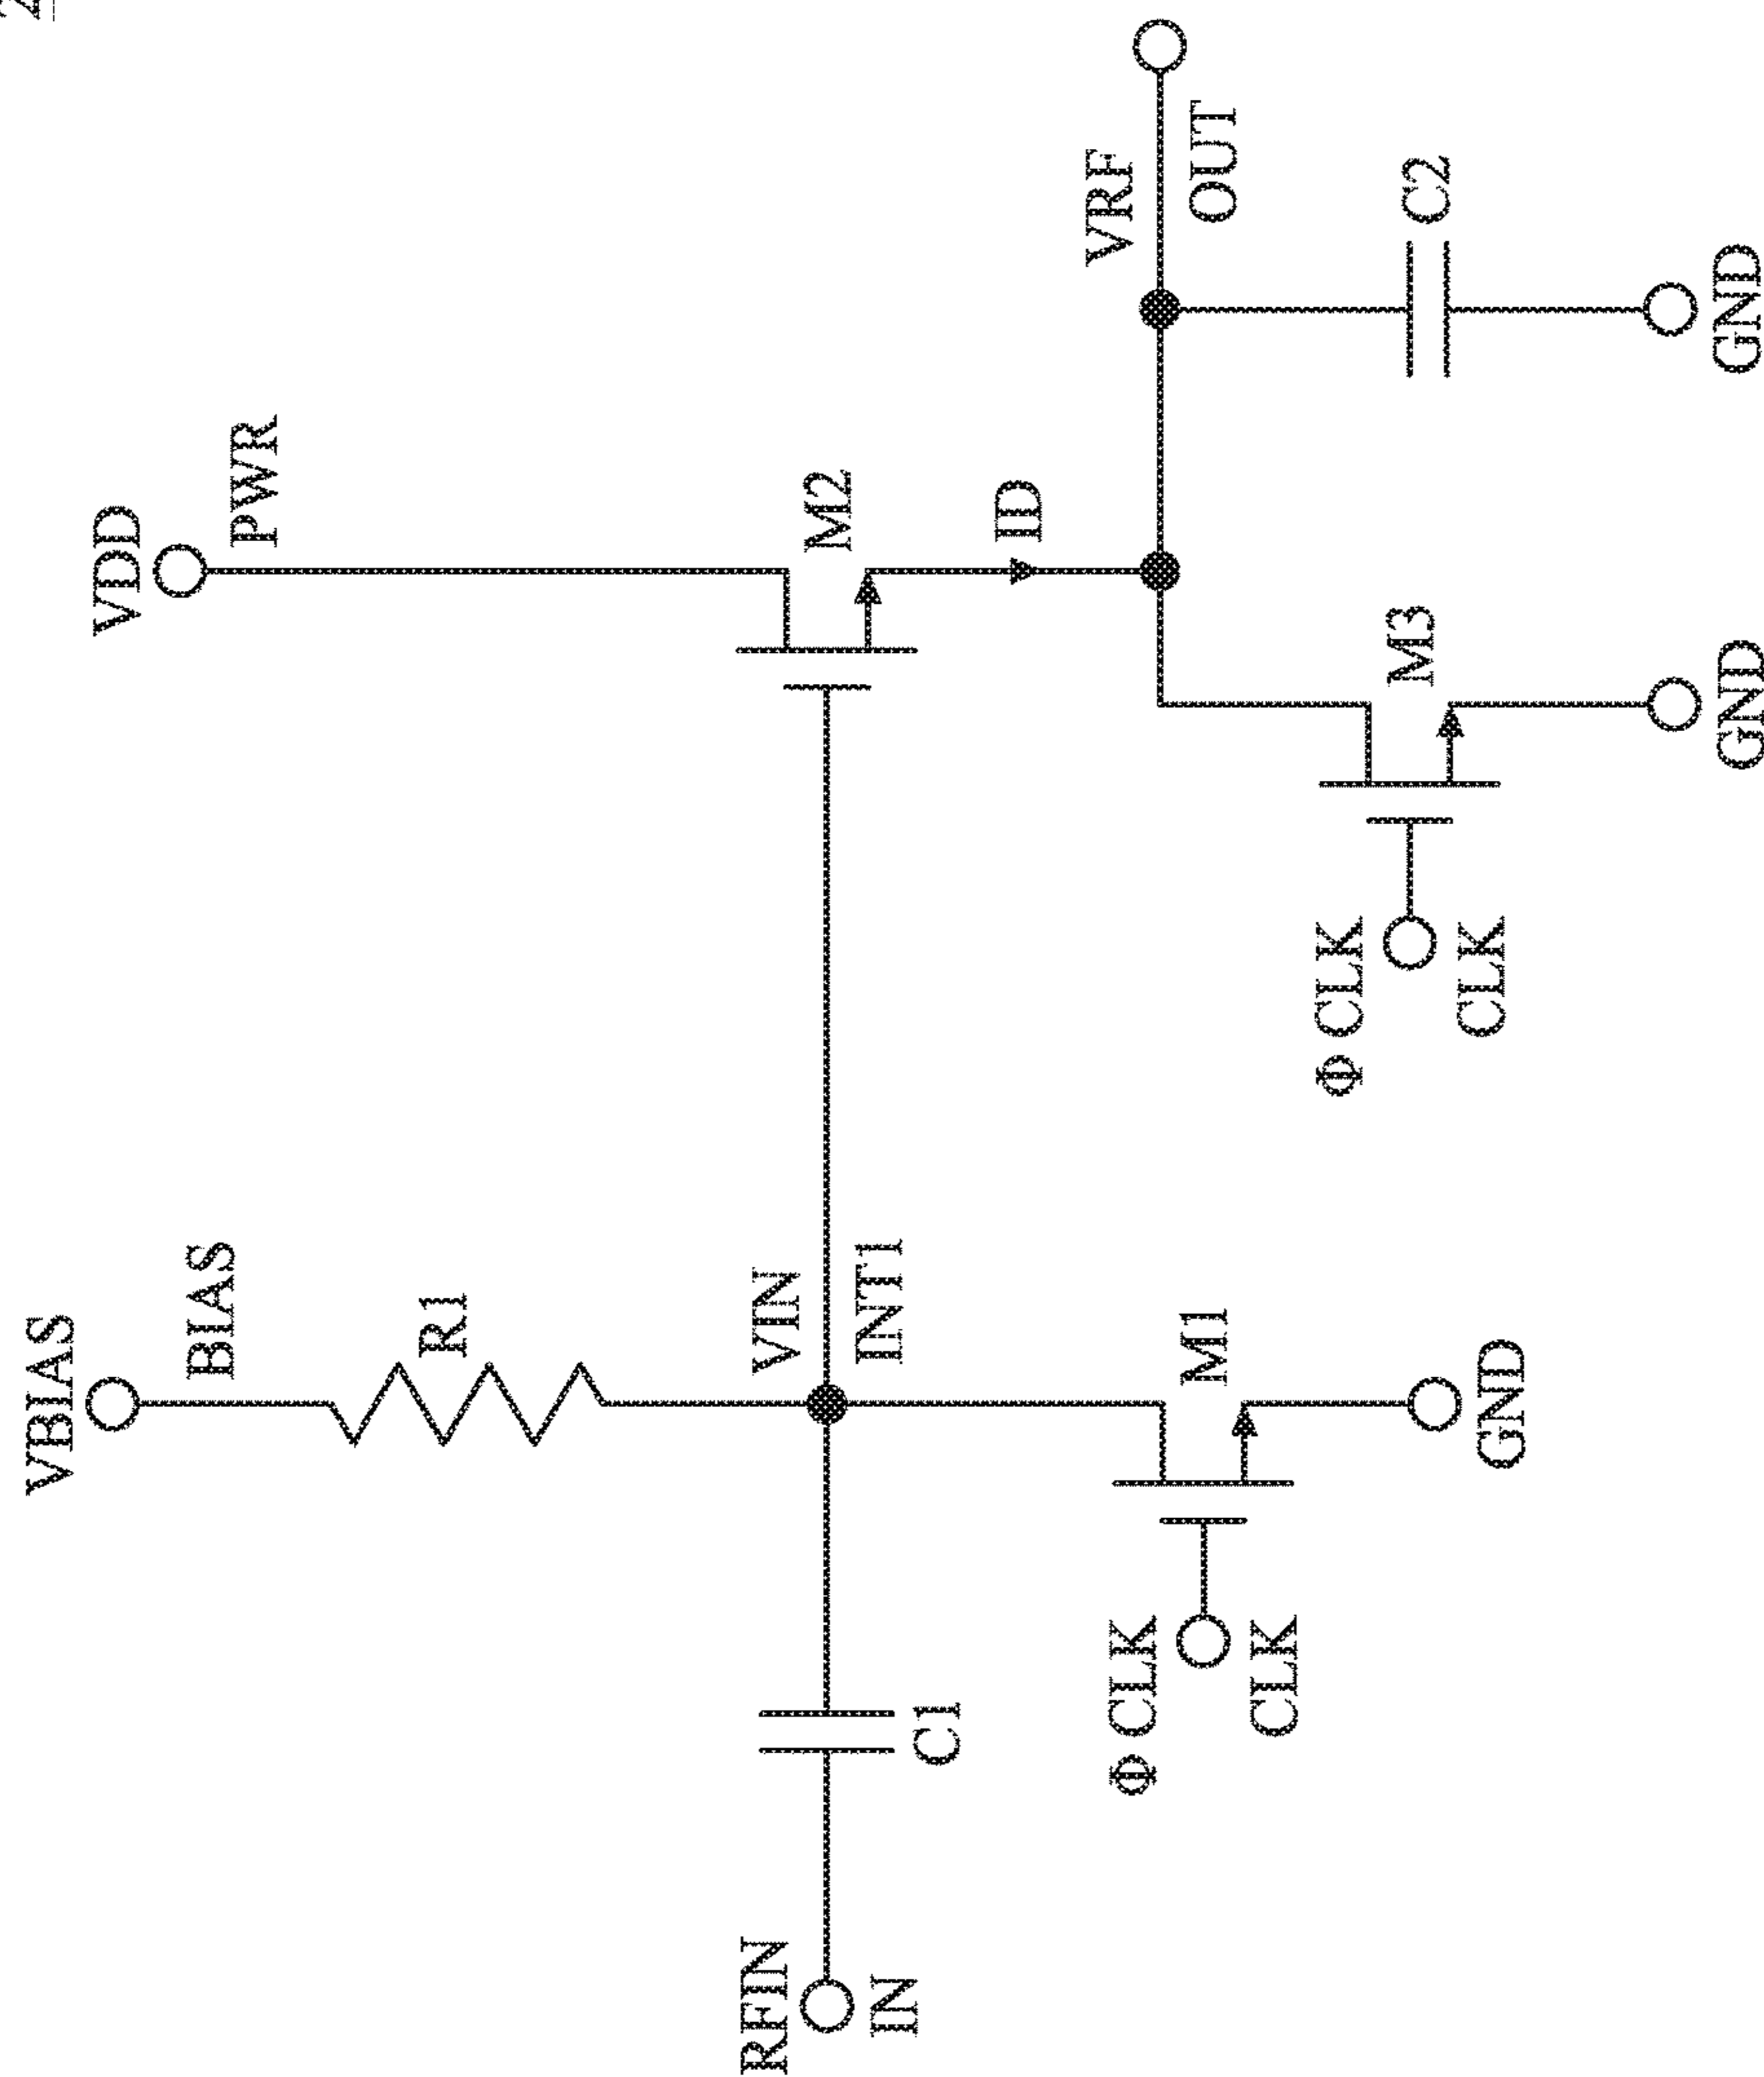 VBIAS
BIAS
R1
VDD
PWR
RFIN
IN
C1
VIN
INT1
M2
ID
VRF
OUT
Φ CLK
CLK
M1
GND
Φ CLK
CLK
M3
GND
C2
GND